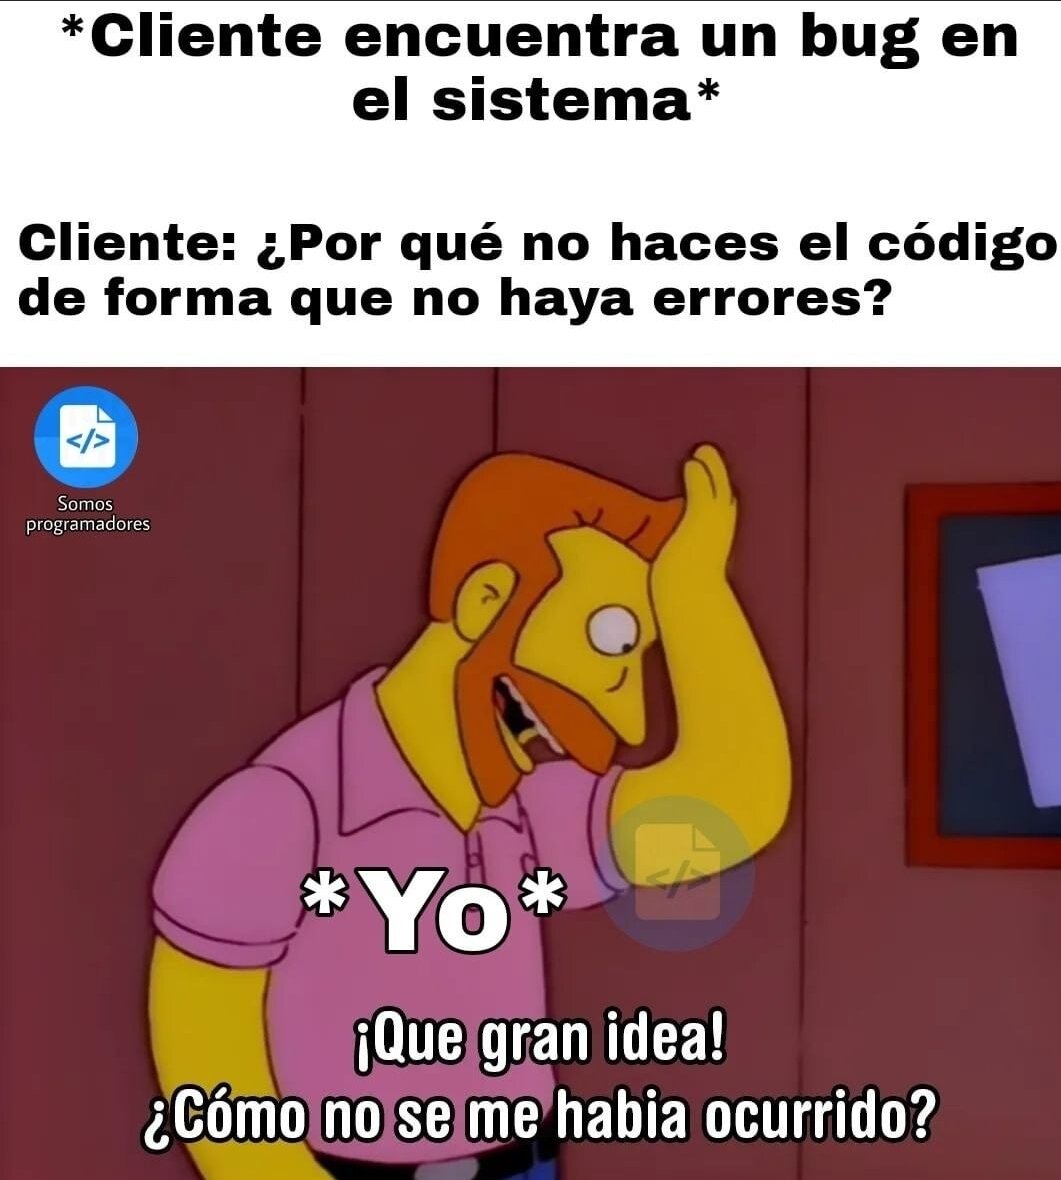 *Cliente encuentra un bug en
el sistema*
Cliente: ¿Por qué no haces el código
de forma que no haya errores?
</>
Somos
programadores
*Yo*
</>
¡Que gran idea!
¿Cómo no se me habia ocurrido?